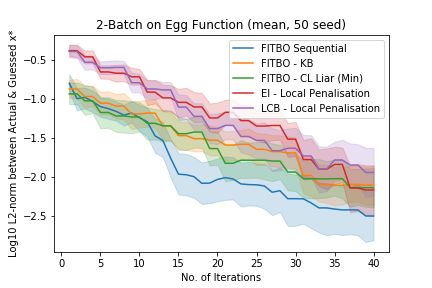 2-Batch on Egg Function (mean, 50 seed)
Log10 L2-norm between Actual & Guessed x*
−0.5
−1.0
−1.5
−2.0
−2.5
FITBO Sequential
FITBO - KB
FITBO - CL Liar (Min)
EI - Local Penalisation
LCB - Local Penalisation
0 5 10 15 20 25 30 35 40
No. of Iterations